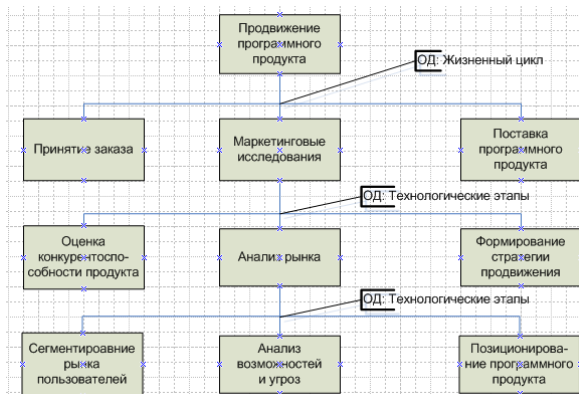 Продвижение
программного
продукта
ОД: Жизненный цикл
Принятие заказа
Маркетинговые
исследования
Поставка
программного
продукта
ОД: Технологические этапы
Оценка
конкурентоспо-
собности продукта
Анализ рынка
Формирование
стратегии
продвижения
ОД: Технологические этапы
Сегментироавние
рынка
пользователей
Анализ
возможностей
и угроз
Позиционирова-
ние программного
продукта